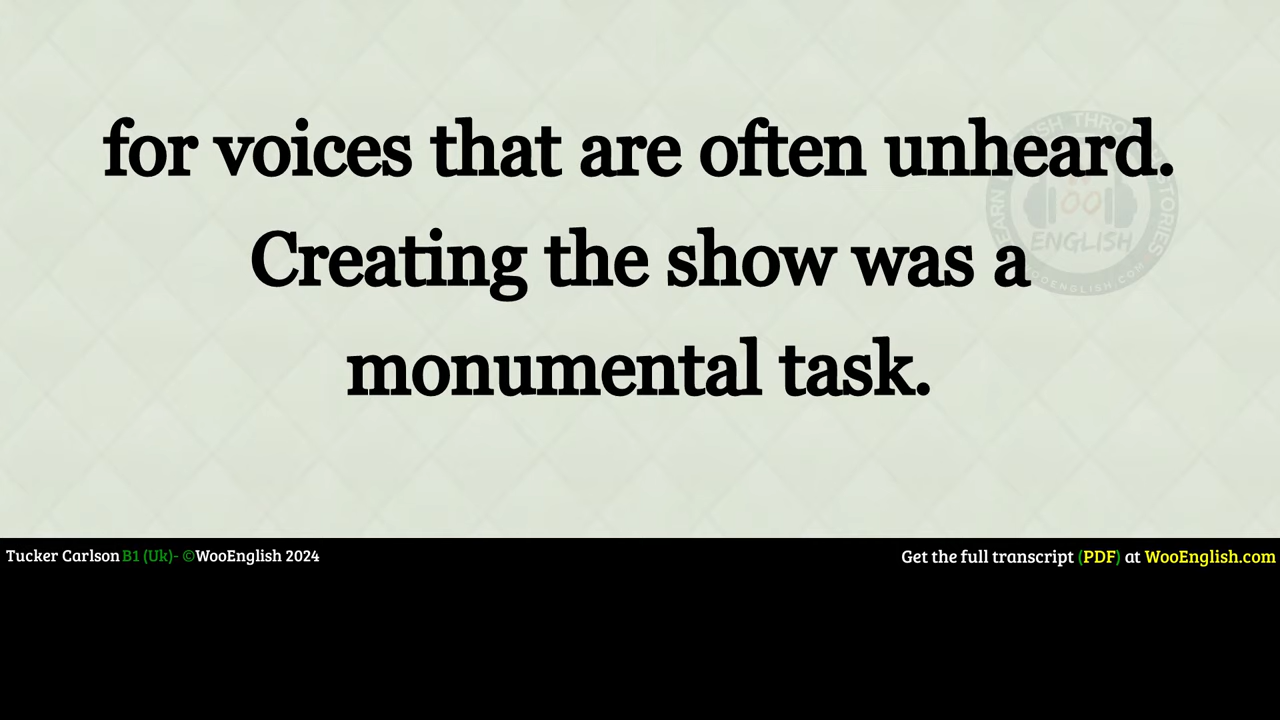 for voices that are often unheard.
Creating the show was a
monumental task.
ENGLISH
Tucker Carlson B1 (Uk)- ©WooEnglish 2024
Get the full transcript (PDF) at WooEnglish.com